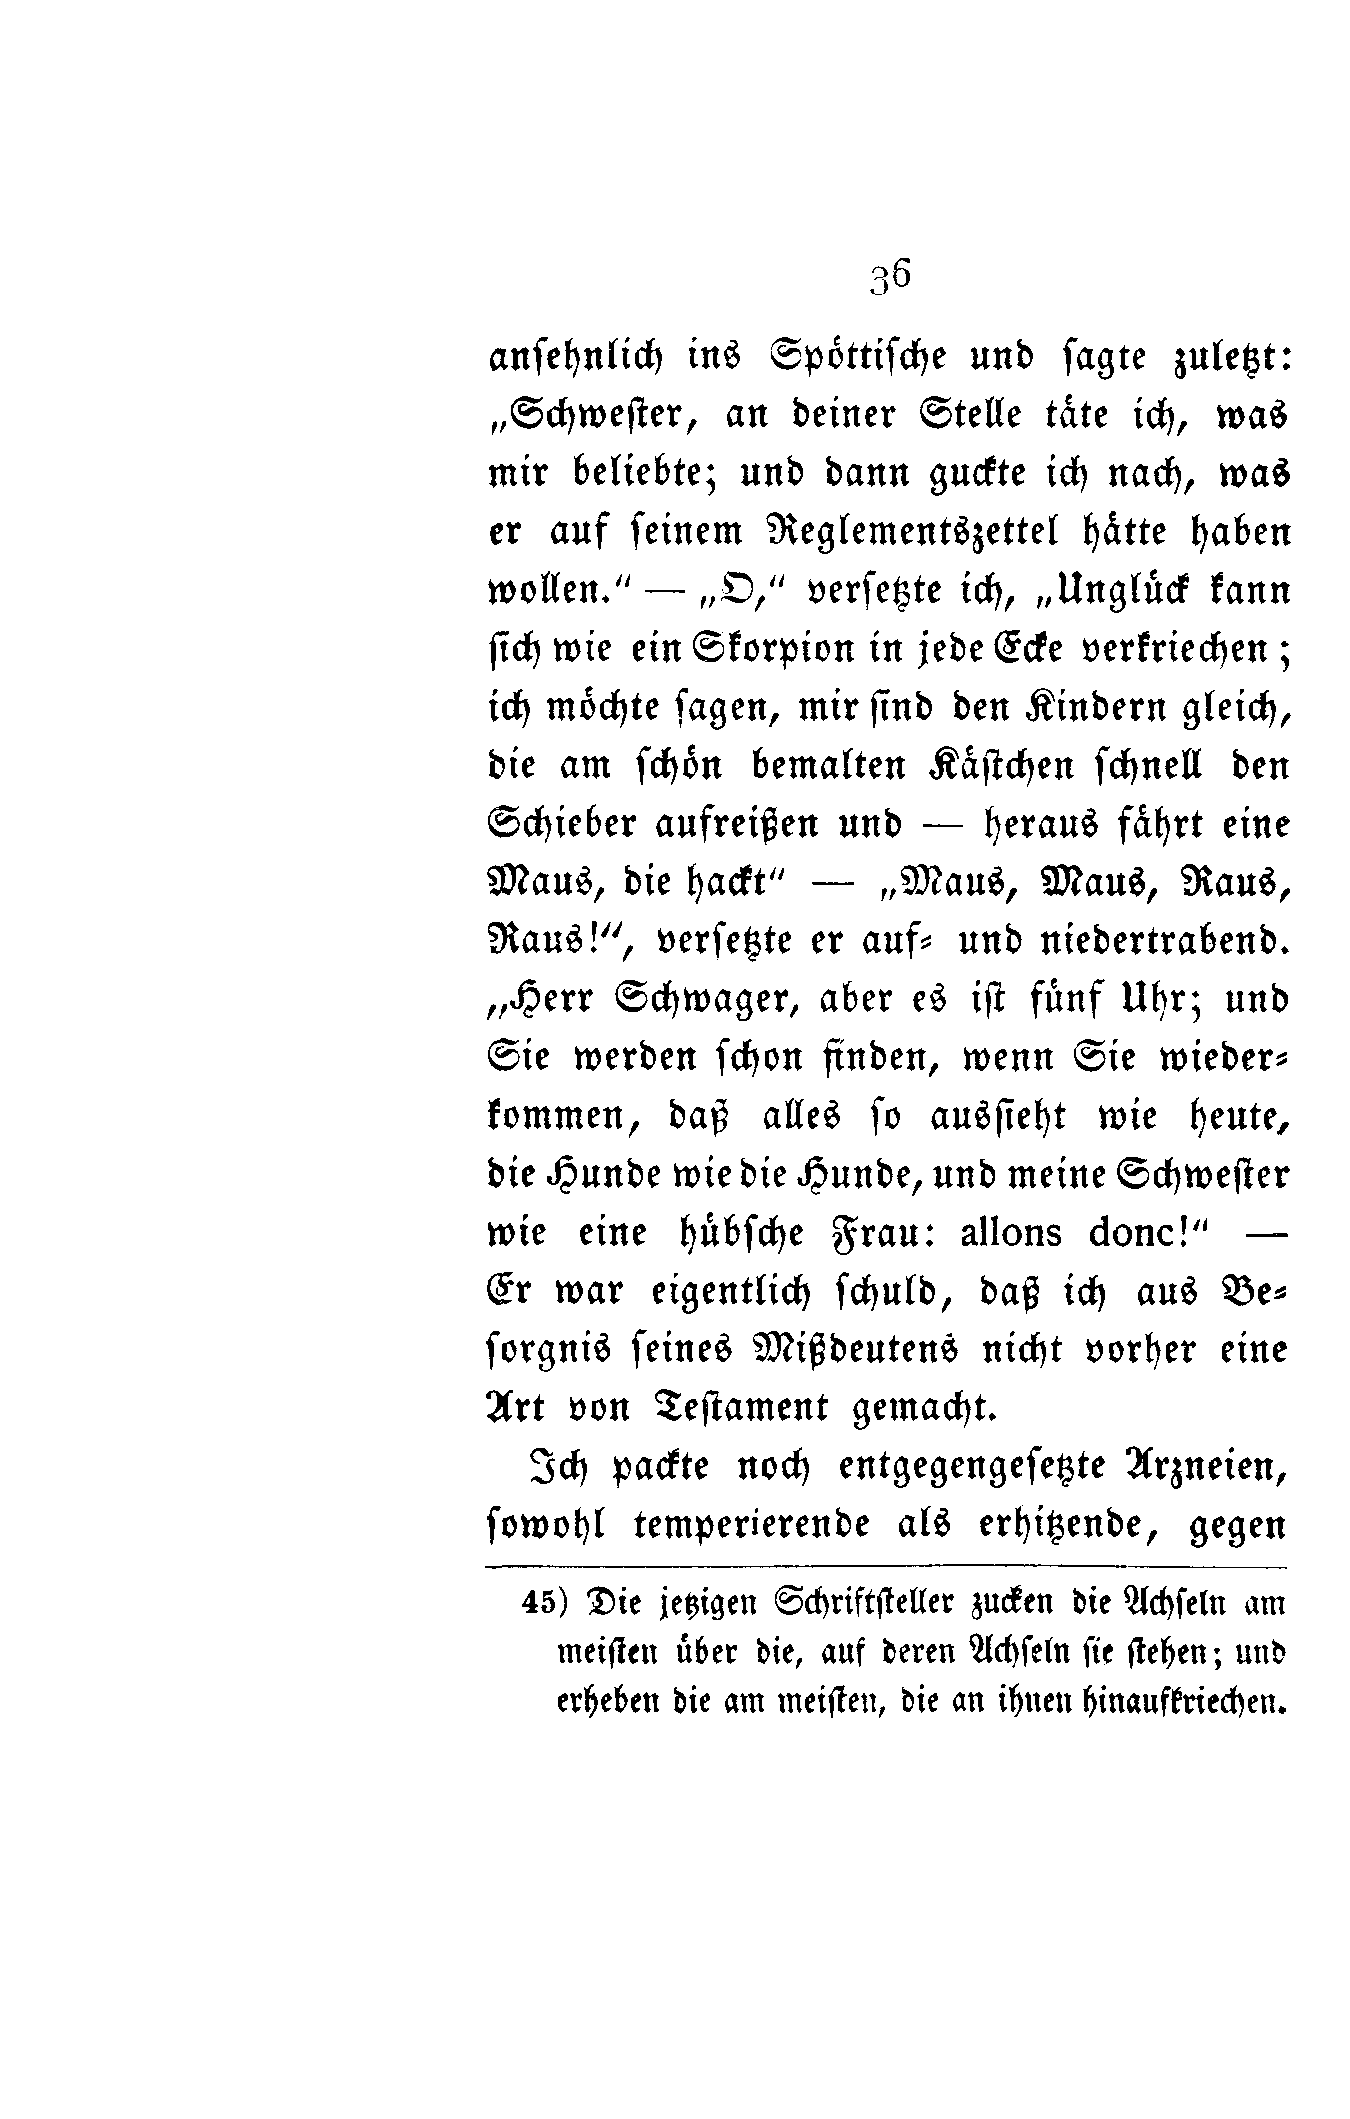 36
ansehnlich ins Spöttische und sagte zuletzt:
„Schwester, an deiner Stelle täte ich, was
mir beliebte; und dann guckte ich nach, was
er auf seinem Reglementszettel hätte haben
wollen.“ — „O,“ versetzte ich, „Unglück kann
sich wie ein Skorpion in jede Ecke verkriechen;
ich möchte sagen, mir sind den Kindern gleich,
die am schön bemalten Kästchen schnell den
Schieber aufreißen und — heraus fährt eine
Maus, die hackt“ — „Maus, Maus, Raus,
Raus!“, versetzte er auf- und niedertrabend.
„Herr Schwager, aber es ist fünf Uhr; und
Sie werden schon finden, wenn Sie wieder-
kommen, daß alles so aussieht wie heute,
die Hunde wie die Hunde, und meine Schwester
wie eine hübsche Frau: allons donc!“ —
Er war eigentlich schuld, daß ich aus Be-
sorgnis seines Mißdeutens nicht vorher eine
Art von Testament gemacht.
Ich packte noch entgegengesetzte Arzneien,
sowohl temperierende als erhitzende, gegen
45) Die jetzigen Schriftsteller zucken die Achseln am
meisten über die, auf deren Achseln sie stehen; und
erheben die am meisten, die an ihnen hinaufkriechen.